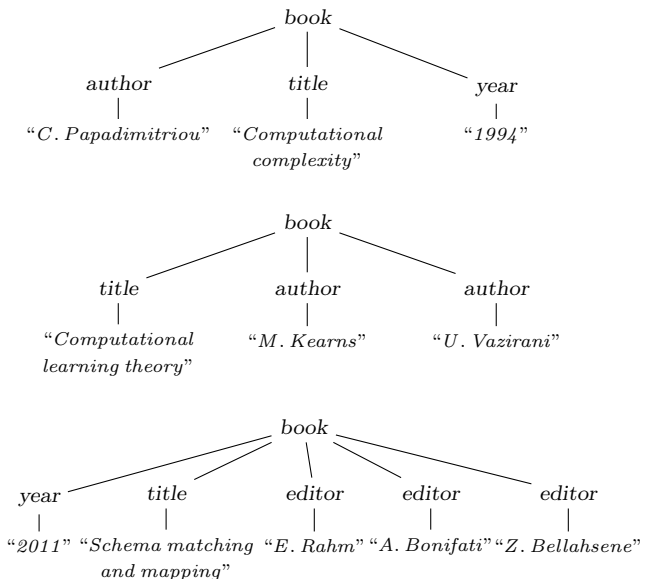 book
author title year
“C. Papadimitriou” “Computational “1994”
complexity”
book
title author author
“Computational “M. Kearns” “U. Vazirani”
learning theory”
book
year title editor editor editor
“2011” “Schema matching “E. Rahm” “A. Bonifati” “Z. Bellahsene”
and mapping”